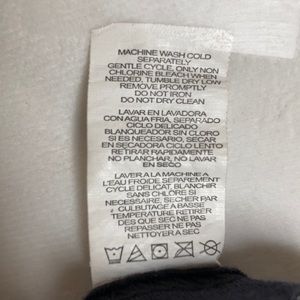 MACHINE WASH COLD
SEPARATELY
GENTLE CYCLE, ONLY NON
CHLORINE BLEACH WHEN
NEEDED, TUMBLE DRY LOW
REMOVE PROMPTLY
DO NOT IRON
DO NOT DRY CLEAN
LAVAR EN LAVADORA
CON AGUA FRIA, SEPARADO
CICLO DELICADO
BLANQUEADOR SIN CLORO
SI ES NECESARIO, SECAR
EN SECADORA CICLO LENTO
RETIRAR RAPIDAMENTE
NO PLANCHAR, NO LAVAR
EN SECO
LAVER A LA MACHINE A
L'EAU FROIDE SEPAREMENT
CYCLE DELICAT, BLANCHIR
SANS CHLORE SI
NECESSAIRE, SECHER PAR
CULBUTAGE A BASSE
TEMPERATURE RETIRER
DES QUE SEC NE PAS
REPASSER NE PAS
NETTOYER A SEC